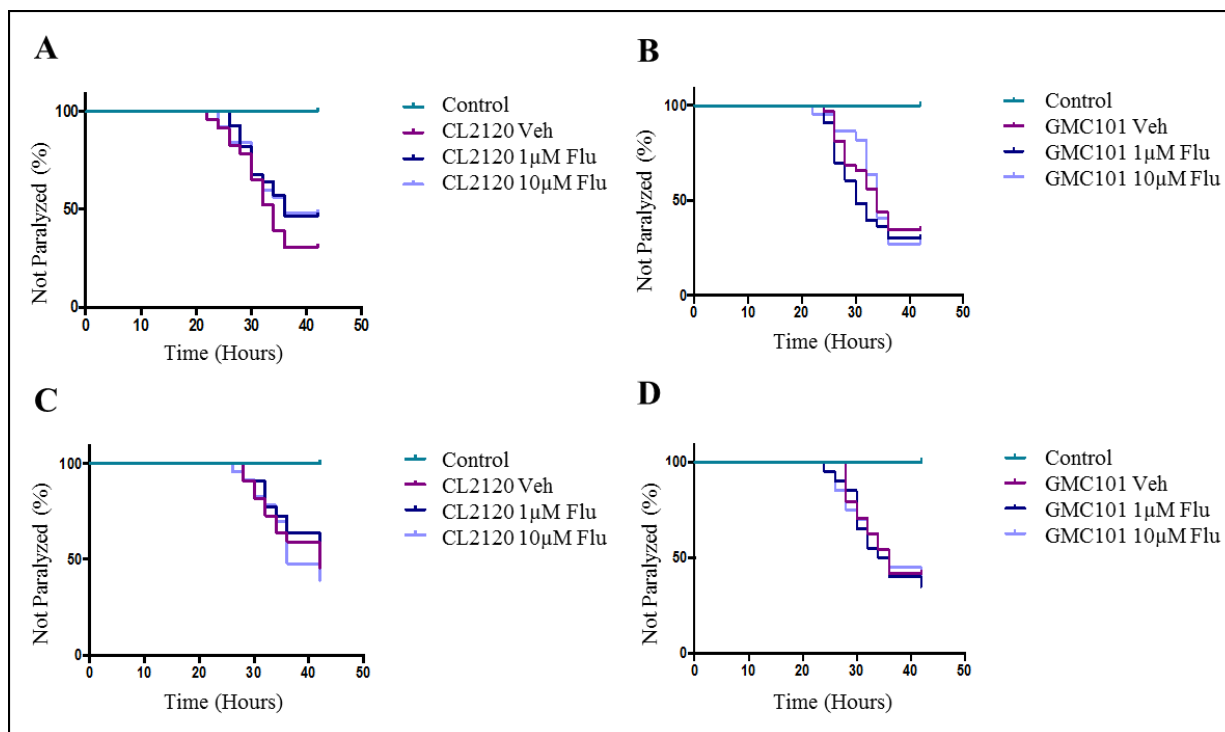 A
100
50
0
0 10 20 30 40 50
Not Paralyzed (%)
Time (Hours)
Control
CL2120 Veh
CL2120 1µM Flu
CL2120 10µM Flu
B
100
50
0
0 10 20 30 40 50
Not Paralyzed (%)
Time (Hours)
Control
GMC101 Veh
GMC101 1µM Flu
GMC101 10µM Flu
C
100
50
0
0 10 20 30 40 50
Not Paralyzed (%)
Time (Hours)
Control
CL2120 Veh
CL2120 1µM Flu
CL2120 10µM Flu
D
100
50
0
0 10 20 30 40 50
Not Paralyzed (%)
Time (Hours)
Control
GMC101 Veh
GMC101 1µM Flu
GMC101 10µM Flu